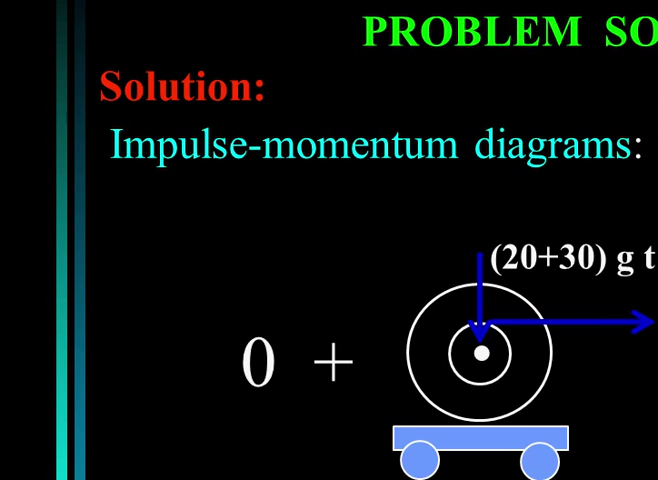 PROBLEM SO
Solution:
Impulse-momentum diagrams:
(20+30) g t
0 +